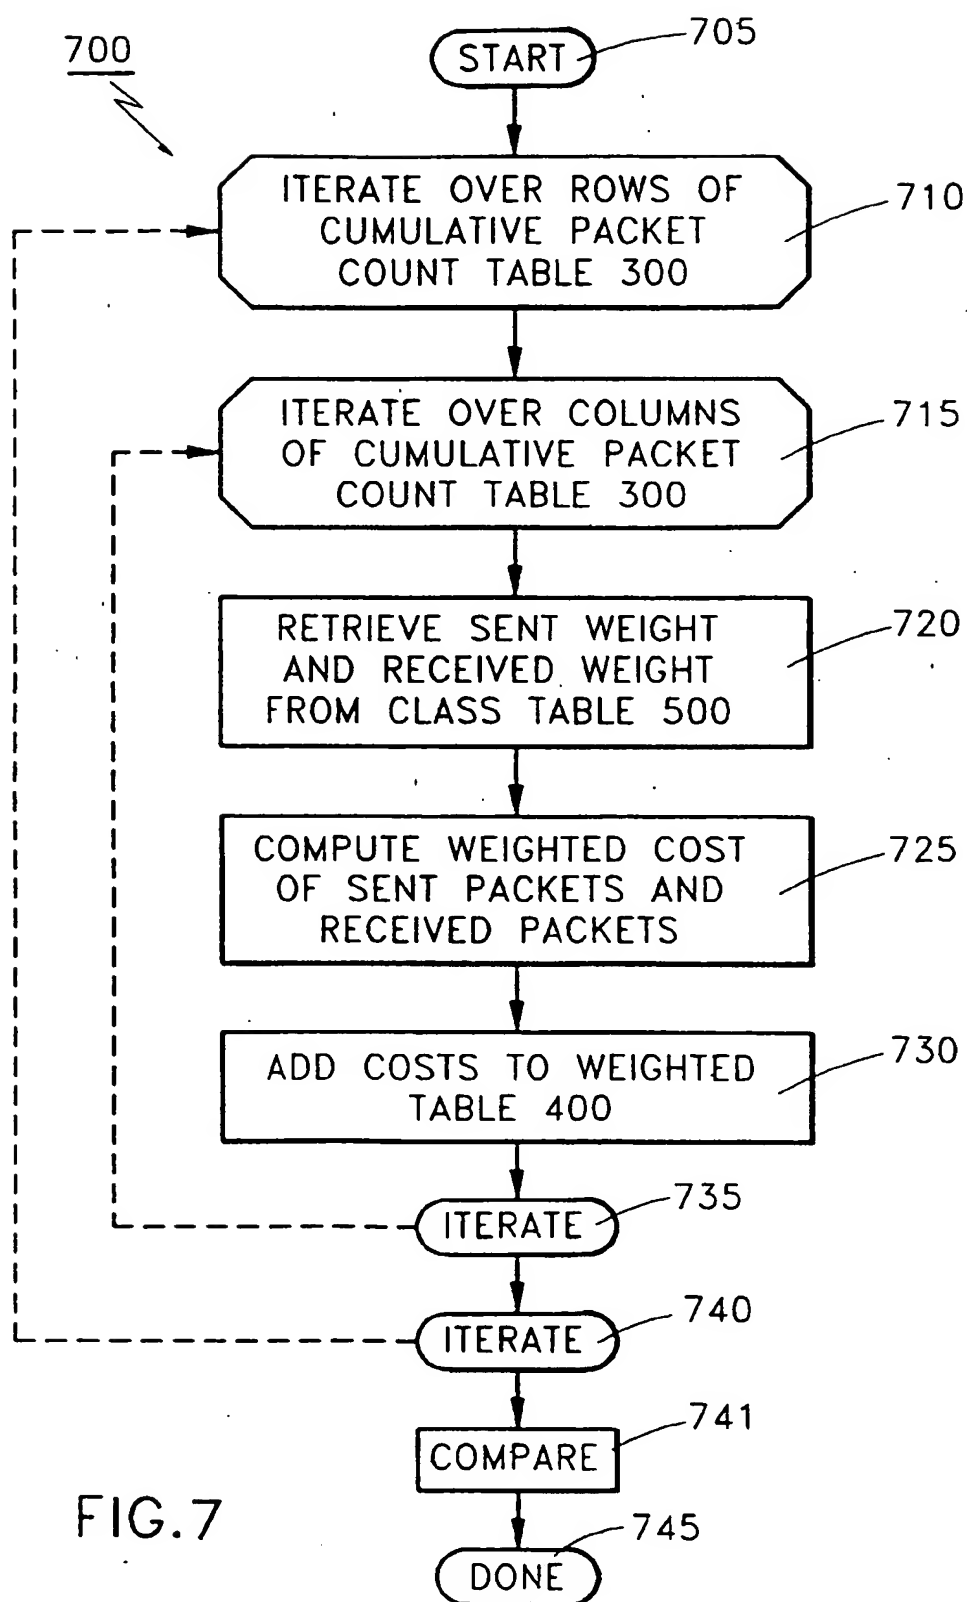 700
START
705
ITERATE OVER ROWS OF
CUMULATIVE PACKET
COUNT TABLE 300
710
ITERATE OVER COLUMNS
OF CUMULATIVE PACKET
COUNT TABLE 300
715
RETRIEVE SENT WEIGHT
AND RECEIVED WEIGHT
FROM CLASS TABLE 500
720
COMPUTE WEIGHTED COST
OF SENT PACKETS AND
RECEIVED PACKETS
725
ADD COSTS TO WEIGHTED
TABLE 400
730
ITERATE
735
ITERATE
740
COMPARE
741
DONE
745
FIG.7